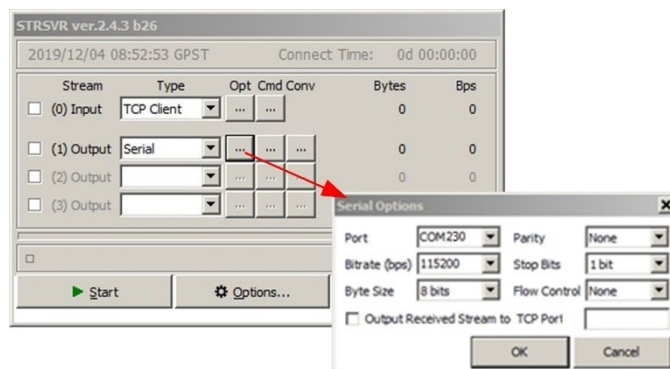 STRSVR ver.2.4.3 b26
2019/12/04 08:52:53 GPST Connect Time: 0d 00:00:00
Stream Type Opt Cmd Conv Bytes Bps
(0) Input TCP Client ... ... 0 0
(1) Output Serial ... ... ... 0 0
(2) Output ... ... ... 0 0
(3) Output ... ... ...
Start Options...
Serial Options
Port COM230 Parity None
Bitrate (bps) 115200 Stop Bits 1 bit
Byte Size 8 bits Flow Control None
Output Received Stream to TCP Port
OK Cancel